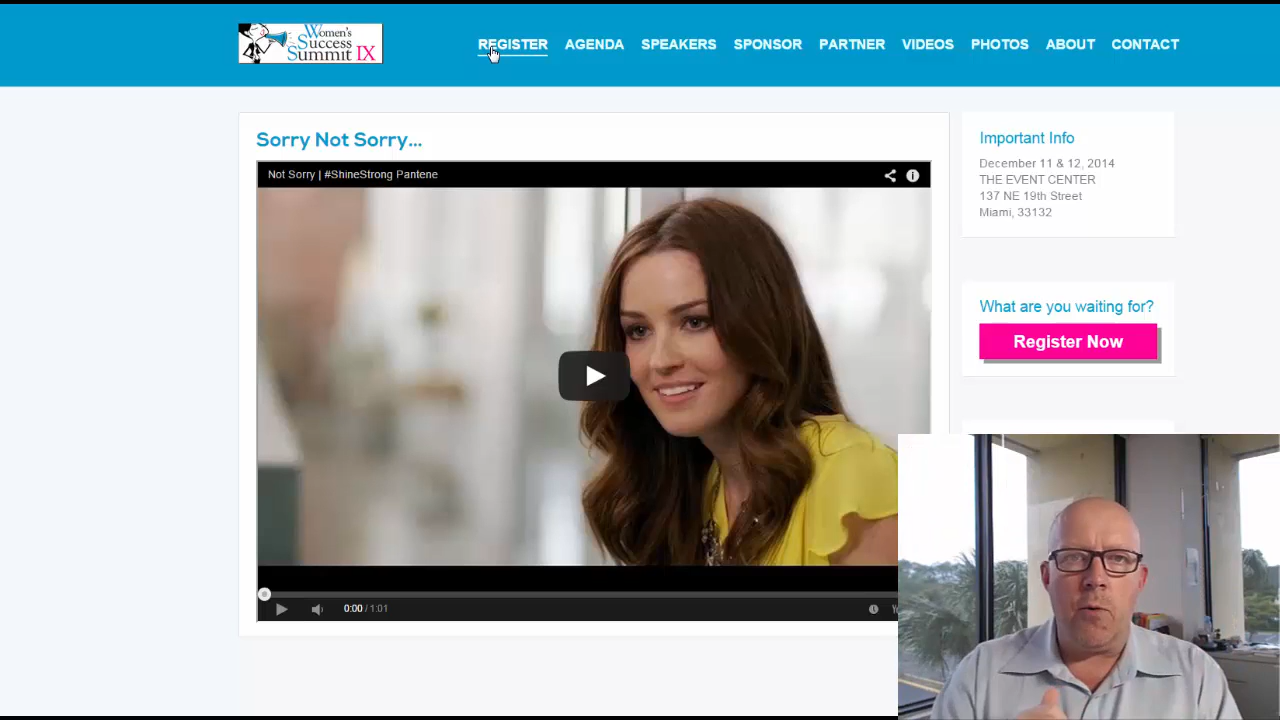 Women's
Success
Summit IX
REGISTER AGENDA SPEAKERS SPONSOR PARTNER VIDEOS PHOTOS ABOUT CONTACT
Sorry Not Sorry...
Not Sorry | #ShineStrong Pantene
0:00 / 1:01
Important Info
December 11 & 12, 2014
THE EVENT CENTER
137 NE 19th Street
Miami, 33132
What are you waiting for?
Register Now